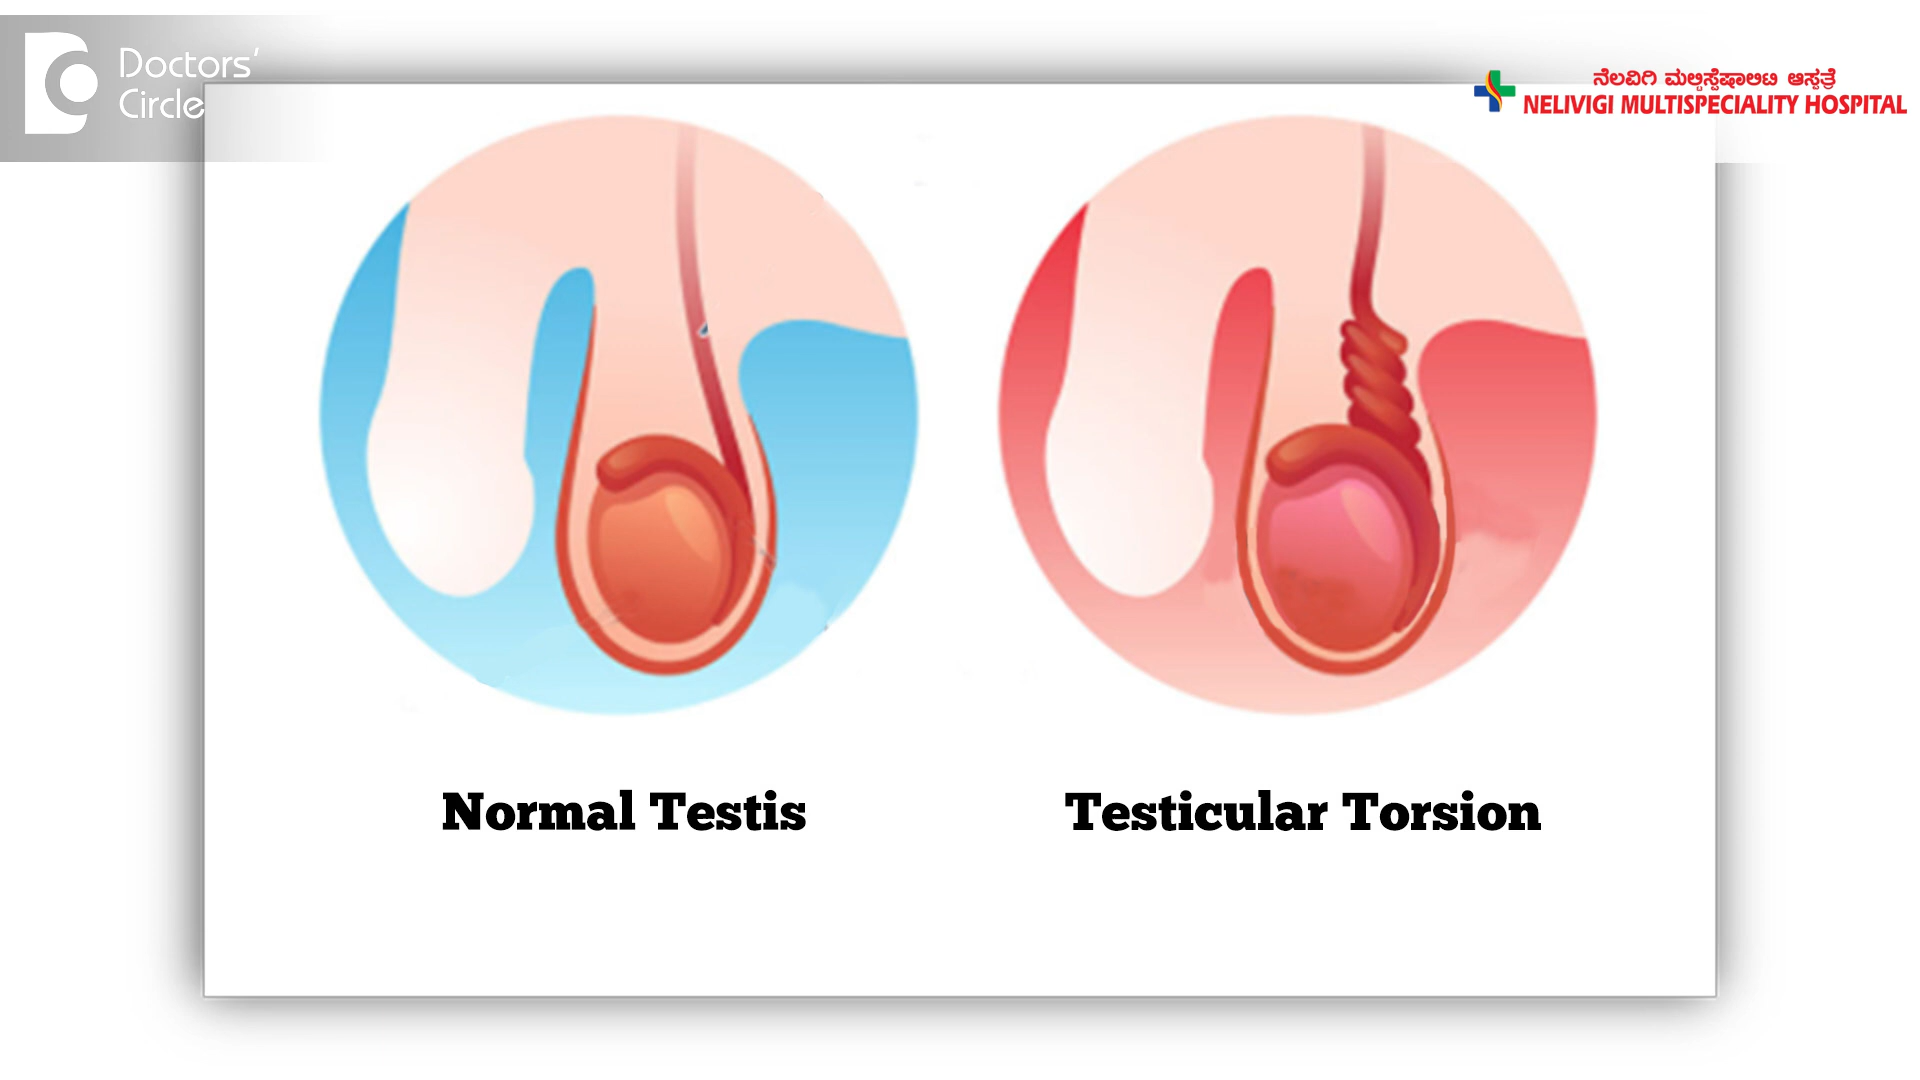 Doctors'
Circle
ನೆಲವಿಗಿ ಮಲ್ಟಿಸ್ಪೆಷಾಲಿಟಿ ಆಸ್ಪತ್ರೆ
NELIVIGI MULTISPECIALITY HOSPITAL
Normal Testis
Testicular Torsion